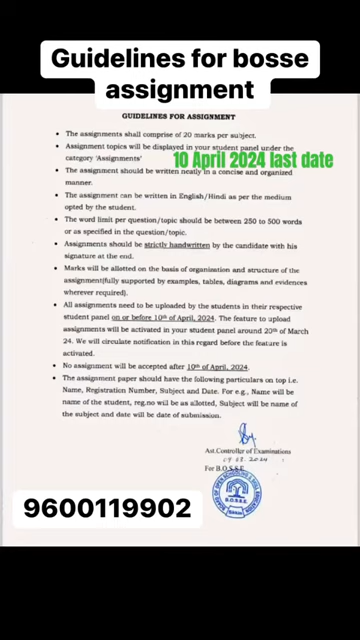 Guidelines for bosse
assignment
GUIDELINES FOR ASSIGNMENT
• The assignments shall comprise of 20 marks per subject.
• Assignment topics will be displayed in your student panel under the
category 'Assignments'
10 April 2024 last date
• The assignment should be written neatly in a concise and organized
manner.
• The assignment can be written in English/Hindi as per the medium
opted by the student.
• The word limit per question/topic should be between 250 to 500 words
or as specified in the question/topic.
• Assignments should be strictly handwritten by the candidate with his
signature at the end.
• Marks will be allotted on the basis of organization and structure of the
assignment(fully supported by examples, tables, diagrams and evidences
wherever required).
• All assignments need to be uploaded by the students in their respective
student panel on or before 10th of April, 2024. The feature to upload
assignments will be activated in your student panel around 20th of March
24. We will circulate notification in this regard before the feature is
activated.
• No assignment will be accepted after 10th of April, 2024.
• The assignment paper should have the following particulars on top i.e.
Name, Registration Number, Subject and Date. For e.g., Name will be
name of the student, reg.no will be as allotted, Subject will be name of
the subject and date will be date of submission.
Ast.Controller of Examinations
For B.O.S.S.E.
B.O.S.S.E.
9600119902